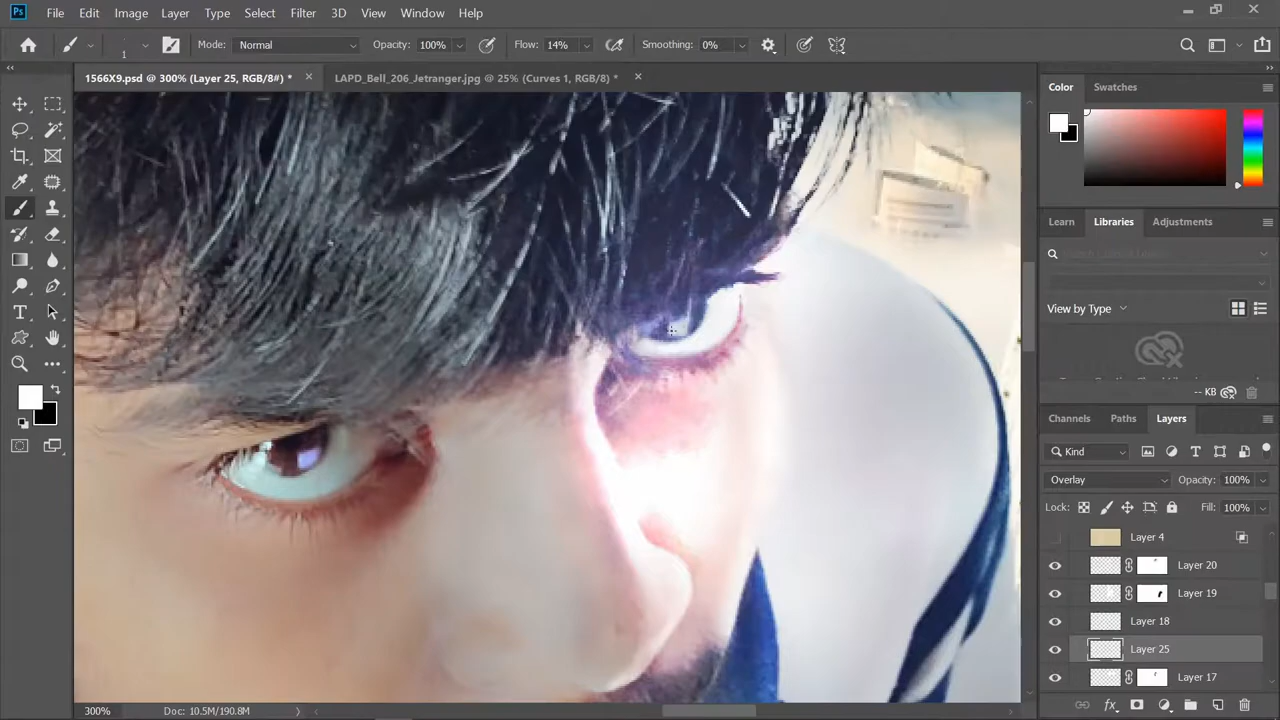 Ps File Edit Image Layer Type Select Filter 3D View Window Help
1 Mode: Normal Opacity: 100% Flow: 14% Smoothing: 0%
1566X9.psd @ 300% (Layer 25, RGB/8#) * × LAPD_Bell_206_Jetranger.jpg @ 25% (Curves 1, RGB/8) * ×
Color Swatches
Learn Libraries Adjustments
View by Type
-- KB
Channels Paths Layers
Kind
Overlay Opacity: 100%
Lock: Fill: 100%
Layer 4
Layer 20
Layer 19
Layer 18
Layer 25
Layer 17
300% Doc: 10.5M/190.8M